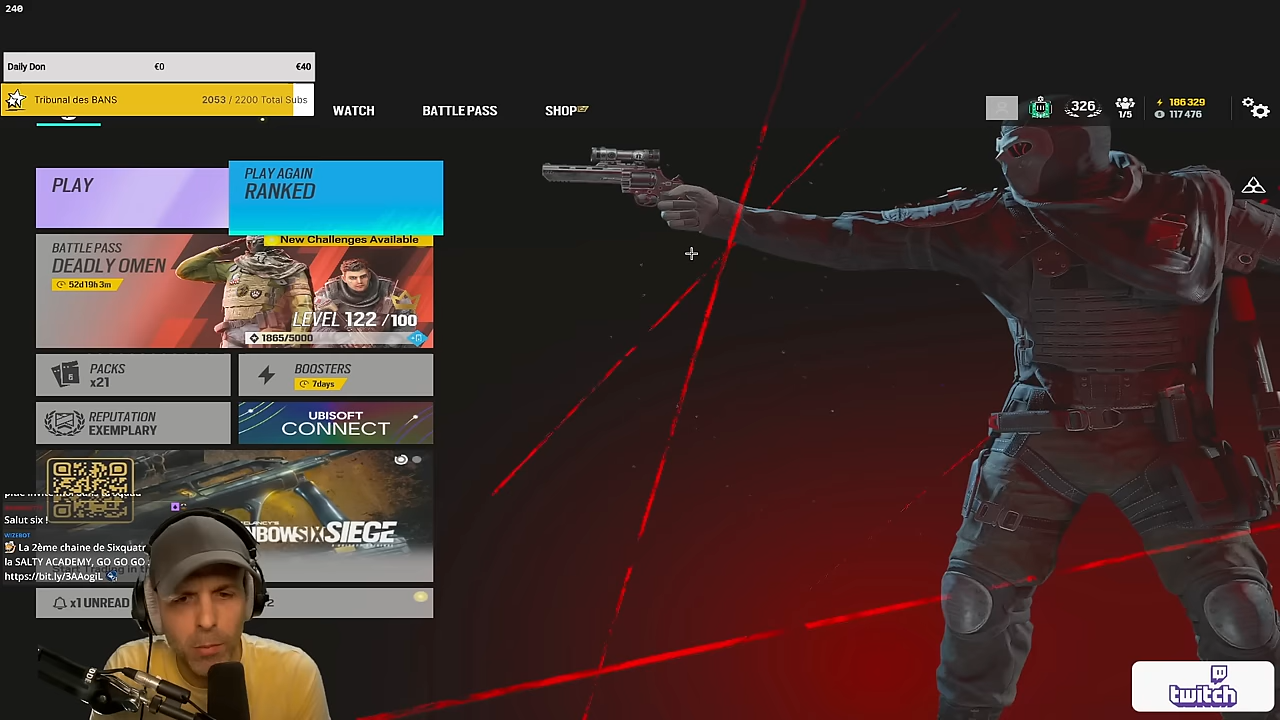 240
Daily Don €0 €40
Tribunal des BANS 2053 / 2200 Total Subs
WATCH BATTLE PASS SHOP
326 1/5 186 329
117 476
PLAY
PLAY AGAIN
RANKED
New Challenges Available
BATTLE PASS
DEADLY OMEN
52d19h3m
LEVEL 122 / 100
1865/5000
PACKS
x21
BOOSTERS
7days
REPUTATION
EXEMPLARY
UBISOFT
CONNECT
Salut six !
WIZEBOT
La 2ème chaine de Sixquatr
la SALTY ACADEMY, GO GO GO :
https://bit.ly/3AAogiL
SIEGE
x1 UNREAD
twitch